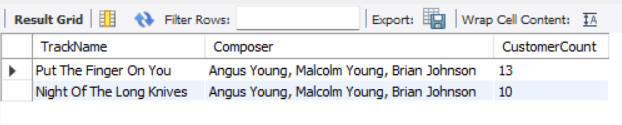 Result Grid Filter Rows: Export: Wrap Cell Content:
TrackName Composer CustomerCount
Put The Finger On You Angus Young, Malcolm Young, Brian Johnson 13
Night Of The Long Knives Angus Young, Malcolm Young, Brian Johnson 10